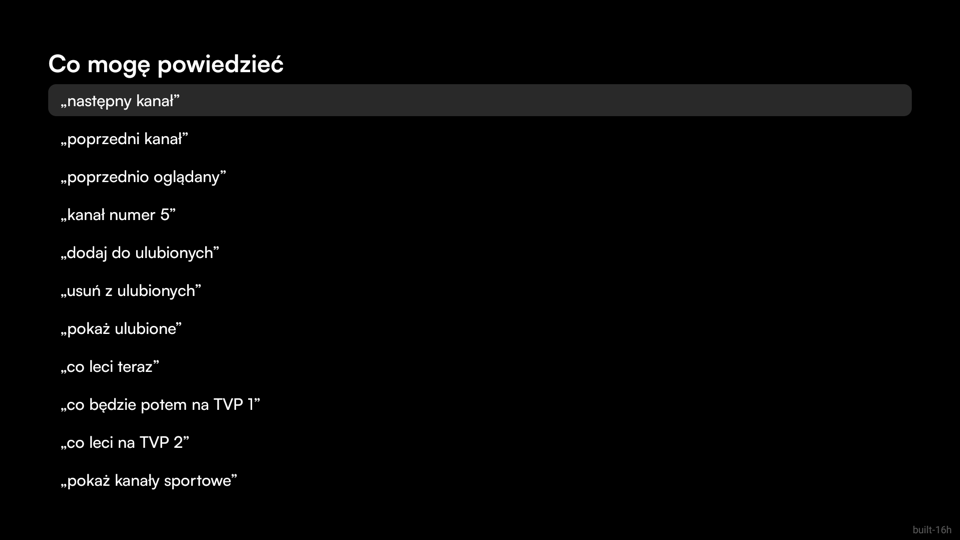 Co mogę powiedzieć
„następny kanał”
„poprzedni kanał”
„poprzednio oglądany”
„kanał numer 5”
„dodaj do ulubionych”
„usuń z ulubionych”
„pokaż ulubione”
„co leci teraz”
„co będzie potem na TVP 1”
„co leci na TVP 2”
„pokaż kanały sportowe”
built-16h